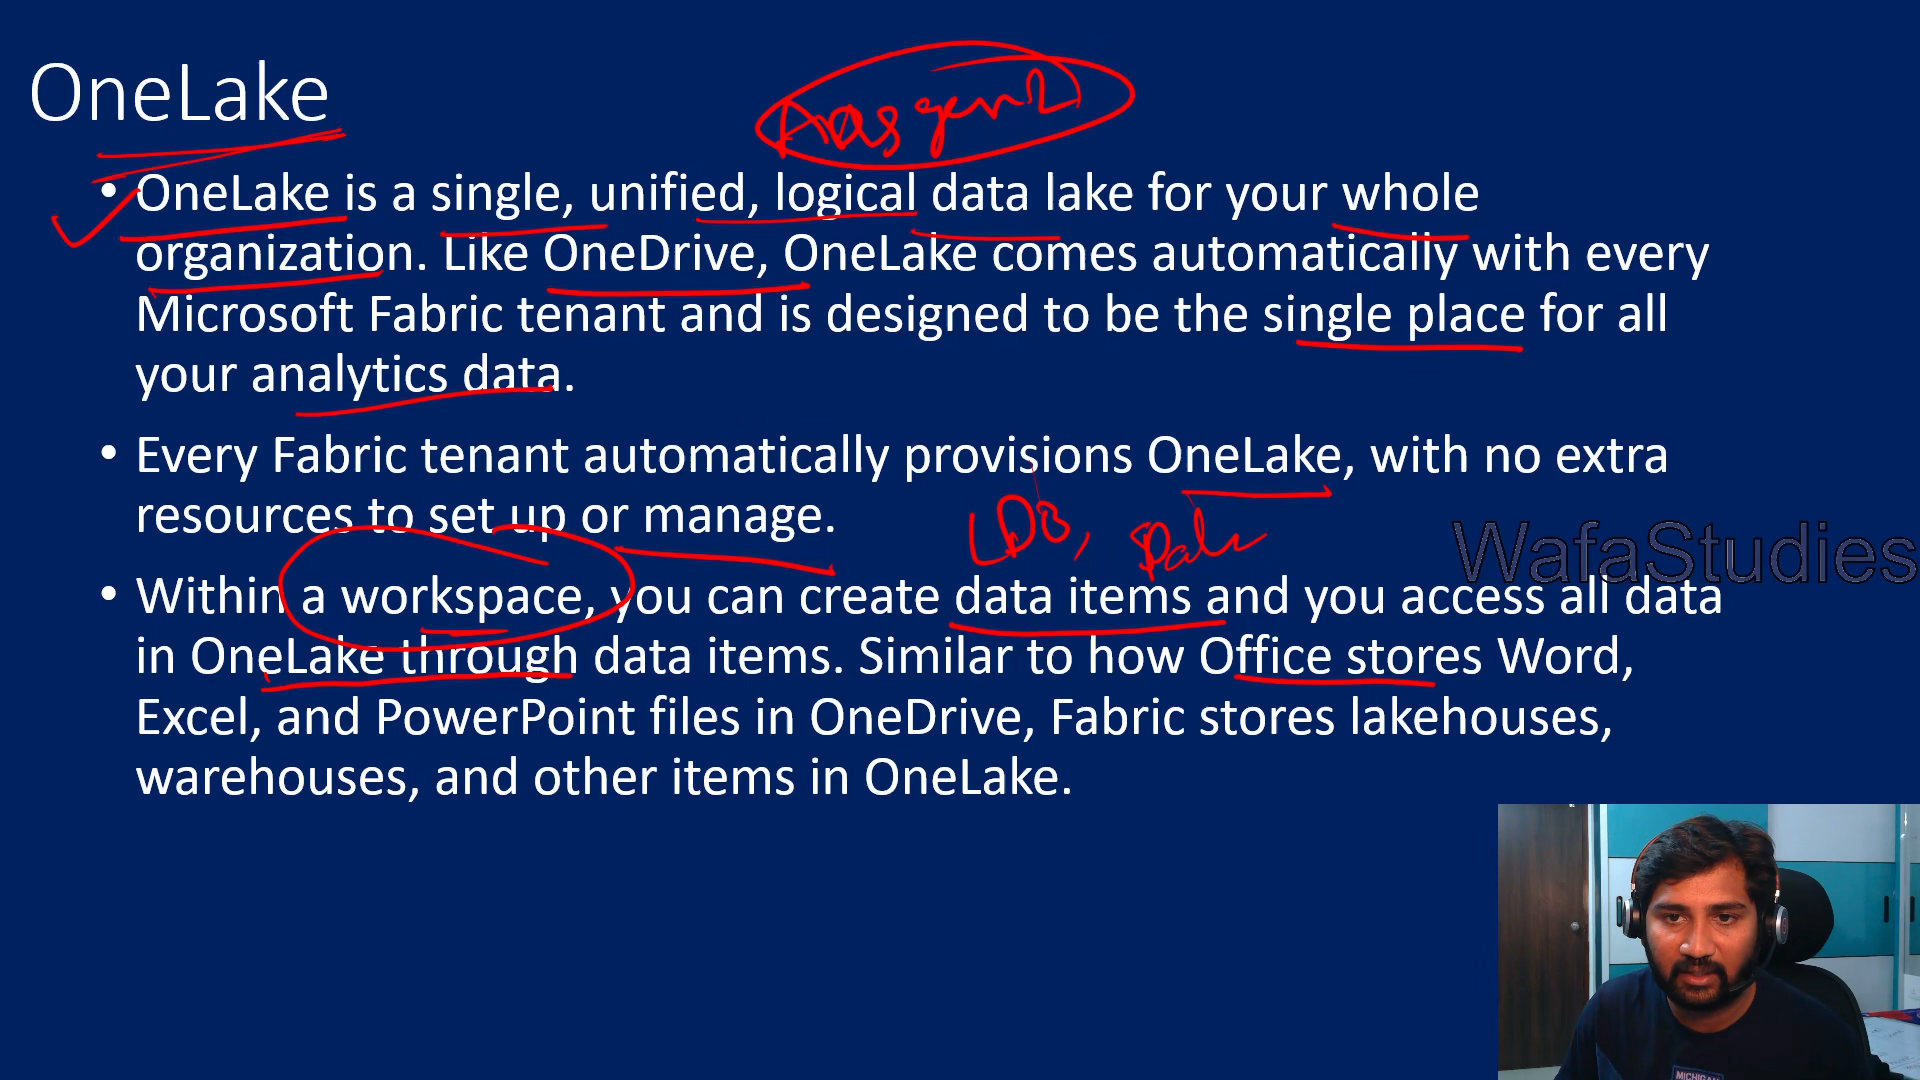 OneLake
• OneLake is a single, unified, logical data lake for your whole
organization. Like OneDrive, OneLake comes automatically with every
Microsoft Fabric tenant and is designed to be the single place for all
your analytics data.
• Every Fabric tenant automatically provisions OneLake, with no extra
resources to set up or manage.
WafaStudies
• Within a workspace, you can create data items and you access all data
in OneLake through data items. Similar to how Office stores Word,
Excel, and PowerPoint files in OneDrive, Fabric stores lakehouses,
warehouses, and other items in OneLake.
MICHIGAN